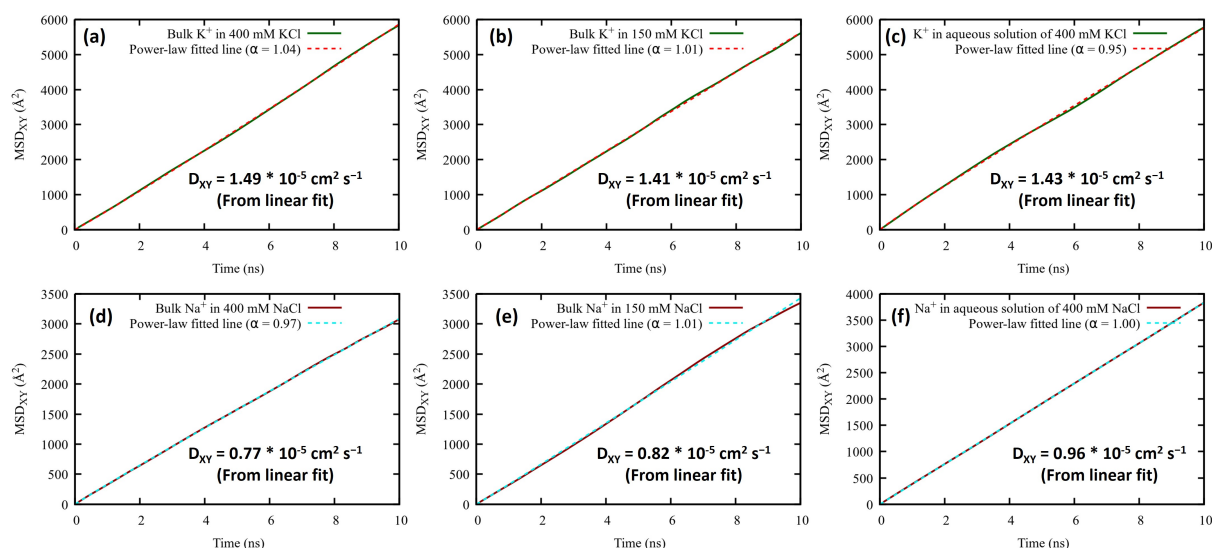 (a)
Bulk K⁺ in 400 mM KCl
Power-law fitted line (α = 1.04)
MSD_XY (Å²)
6000
5000
4000
3000
2000
1000
0
D_XY = 1.49 * 10⁻⁵ cm² s⁻¹
(From linear fit)
0 2 4 6 8 10
Time (ns)
(b)
Bulk K⁺ in 150 mM KCl
Power-law fitted line (α = 1.01)
MSD_XY (Å²)
6000
5000
4000
3000
2000
1000
0
D_XY = 1.41 * 10⁻⁵ cm² s⁻¹
(From linear fit)
0 2 4 6 8 10
Time (ns)
(c)
K⁺ in aqueous solution of 400 mM KCl
Power-law fitted line (α = 0.95)
MSD_XY (Å²)
6000
5000
4000
3000
2000
1000
0
D_XY = 1.43 * 10⁻⁵ cm² s⁻¹
(From linear fit)
0 2 4 6 8 10
Time (ns)
(d)
Bulk Na⁺ in 400 mM NaCl
Power-law fitted line (α = 0.97)
MSD_XY (Å²)
3500
3000
2500
2000
1500
1000
500
0
D_XY = 0.77 * 10⁻⁵ cm² s⁻¹
(From linear fit)
0 2 4 6 8 10
Time (ns)
(e)
Bulk Na⁺ in 150 mM NaCl
Power-law fitted line (α = 1.01)
MSD_XY (Å²)
3500
3000
2500
2000
1500
1000
500
0
D_XY = 0.82 * 10⁻⁵ cm² s⁻¹
(From linear fit)
0 2 4 6 8 10
Time (ns)
(f)
Na⁺ in aqueous solution of 400 mM NaCl
Power-law fitted line (α = 1.00)
MSD_XY (Å²)
4000
3500
3000
2500
2000
1500
1000
500
0
D_XY = 0.96 * 10⁻⁵ cm² s⁻¹
(From linear fit)
0 2 4 6 8 10
Time (ns)